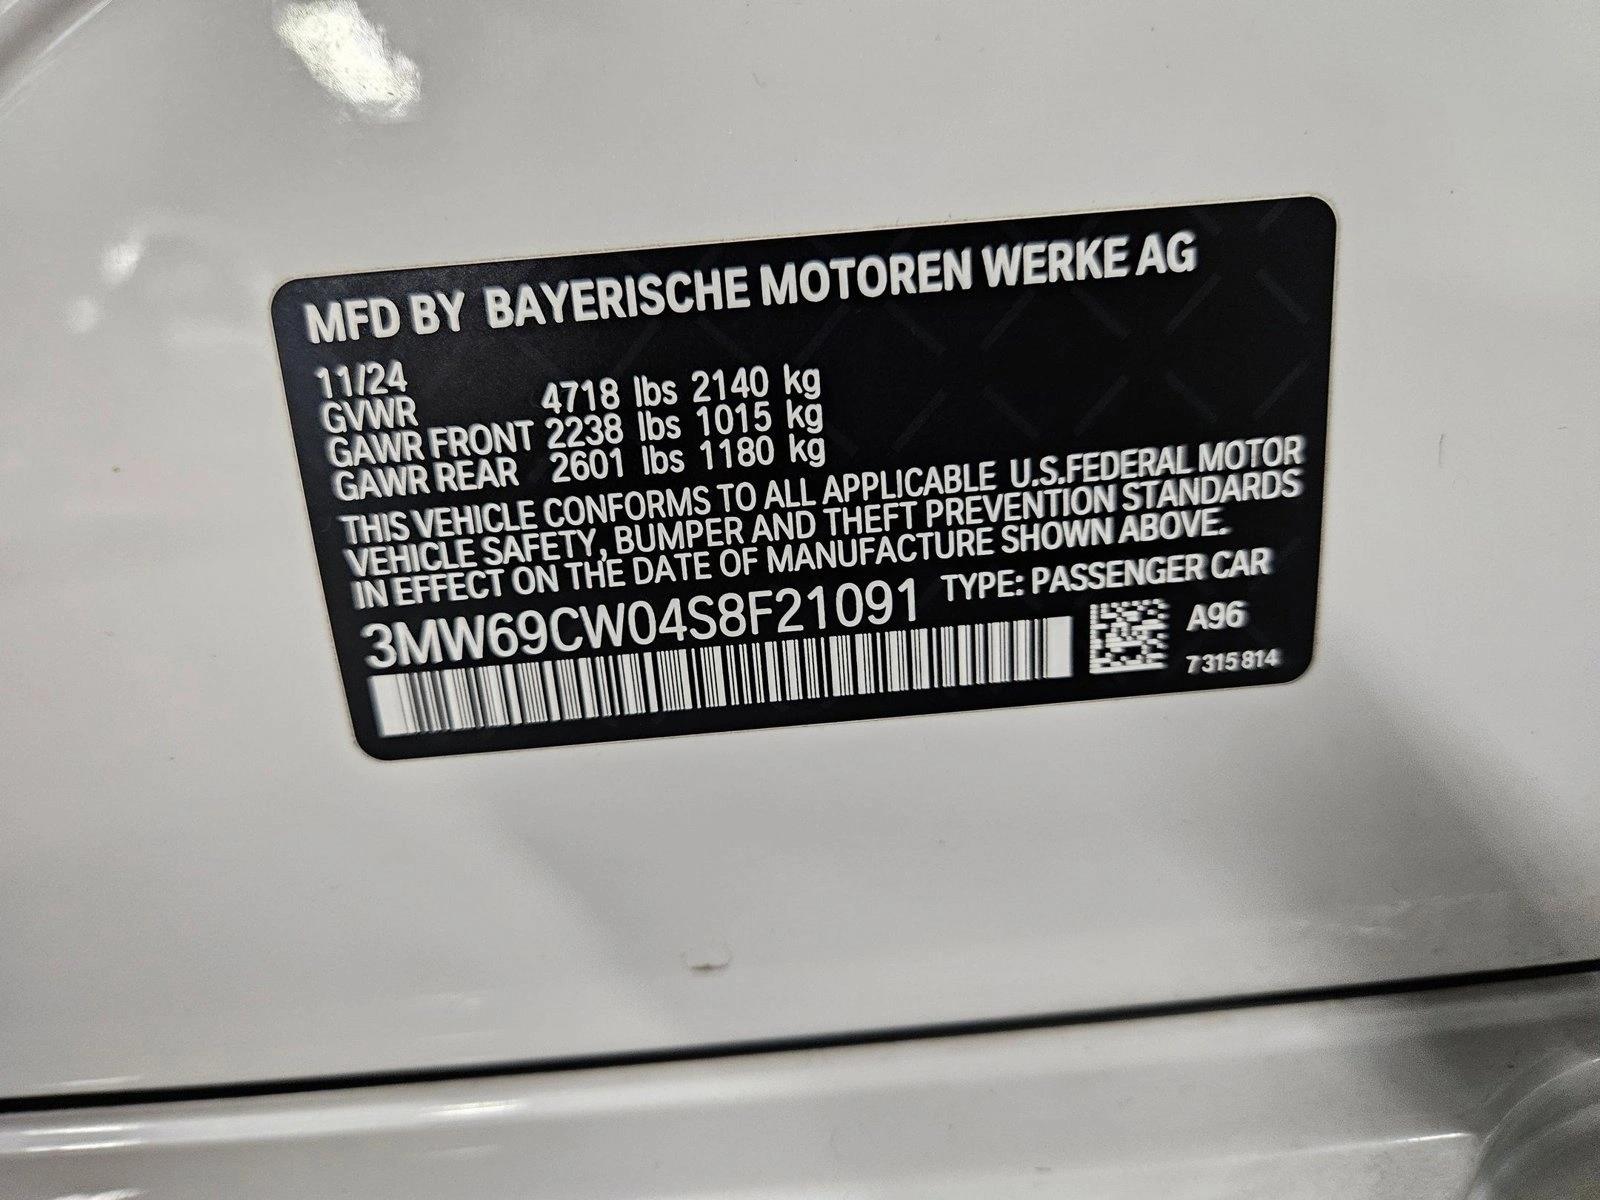 MFD BY BAYERISCHE MOTOREN WERKE AG
11/24
GVWR 4718 lbs 2140 kg
GAWR FRONT 2238 lbs 1015 kg
GAWR REAR 2601 lbs 1180 kg
THIS VEHICLE CONFORMS TO ALL APPLICABLE U.S.FEDERAL MOTOR
VEHICLE SAFETY, BUMPER AND THEFT PREVENTION STANDARDS
IN EFFECT ON THE DATE OF MANUFACTURE SHOWN ABOVE.
3MW69CW04S8F21091 TYPE: PASSENGER CAR
A96
7 315 814